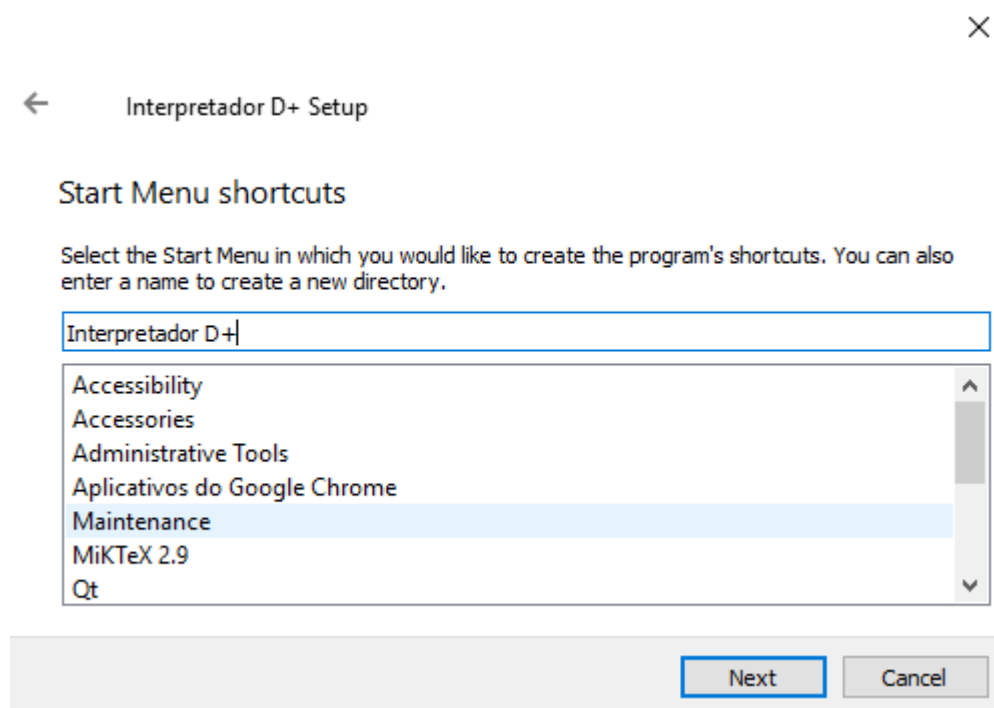 Interpretador D+ Setup
Start Menu shortcuts
Select the Start Menu in which you would like to create the program's shortcuts. You can also
enter a name to create a new directory.
Interpretador D+
Accessibility
Accessories
Administrative Tools
Aplicativos do Google Chrome
Maintenance
MiKTeX 2.9
Qt
Next Cancel